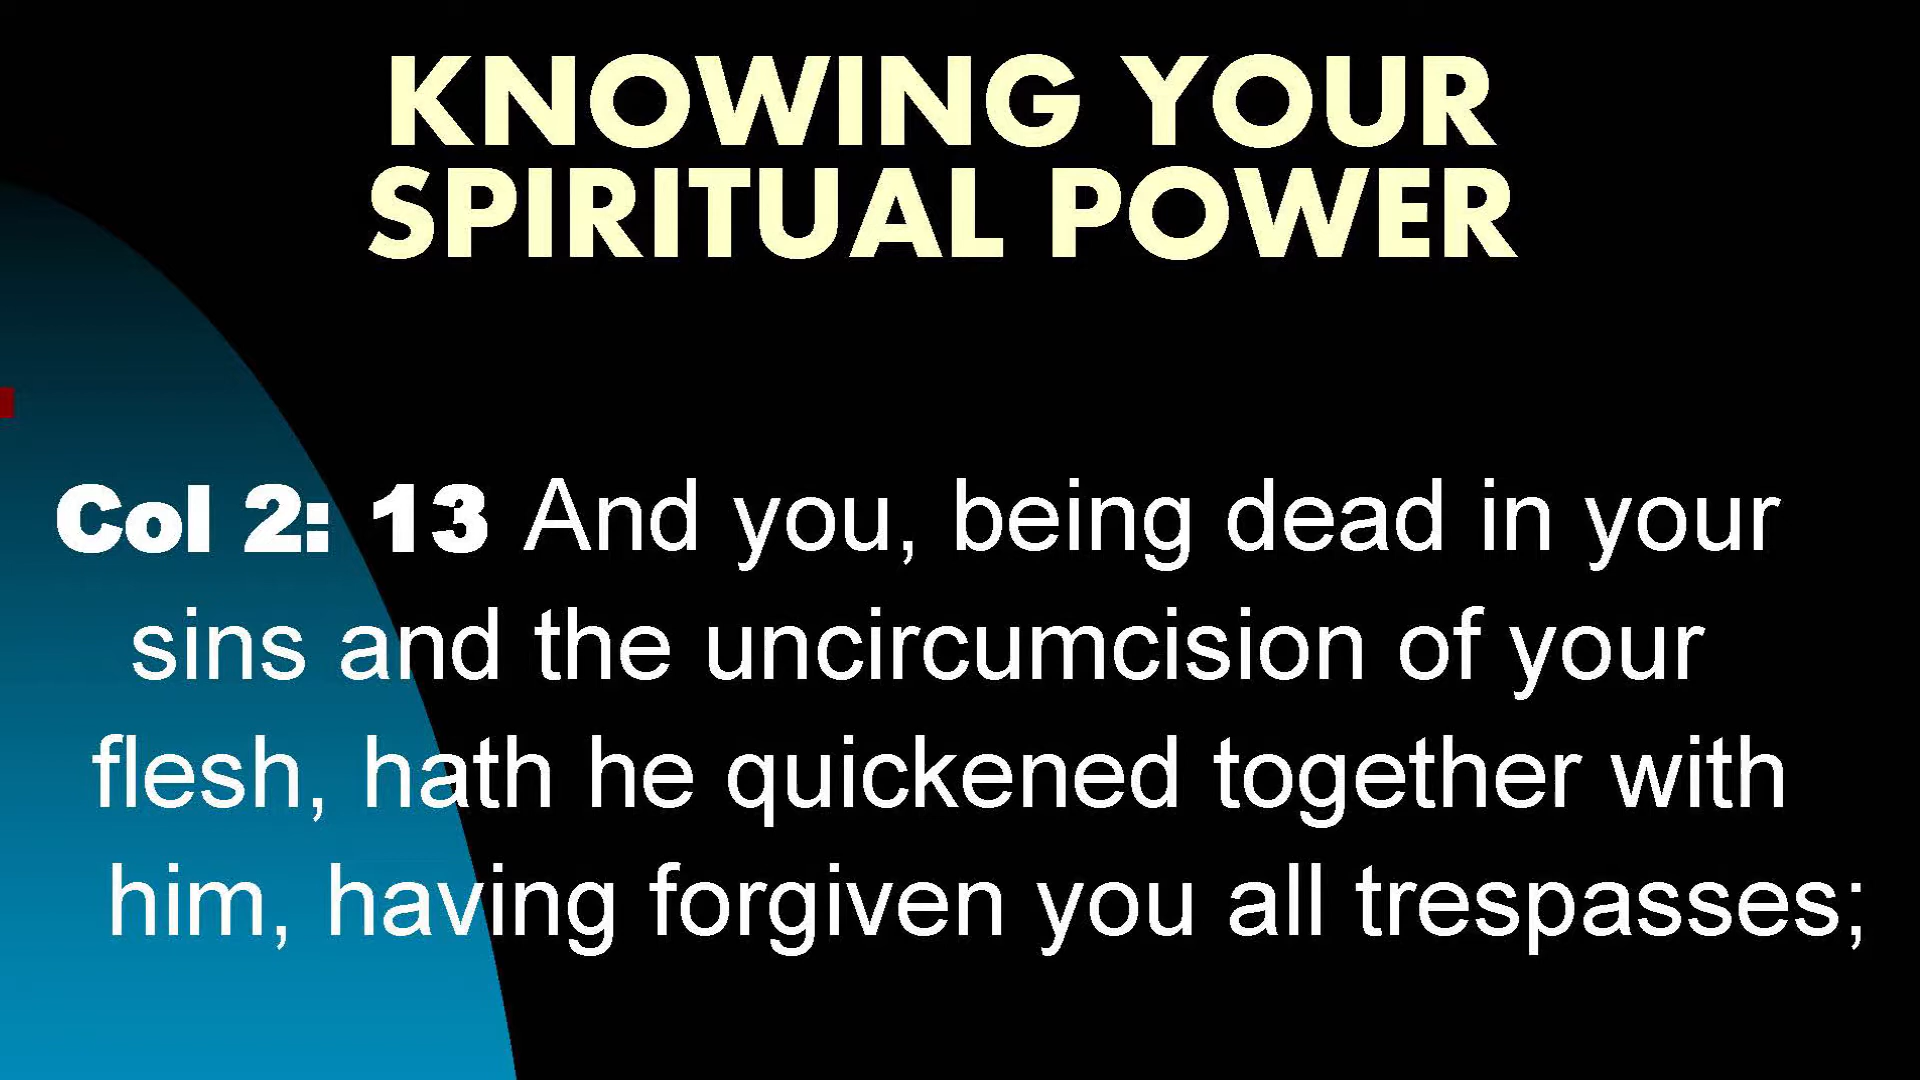 KNOWING YOUR
SPIRITUAL POWER
Col 2: 13 And you, being dead in your
sins and the uncircumcision of your
flesh, hath he quickened together with
him, having forgiven you all trespasses;